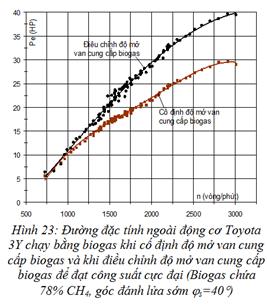 Pe (HP)
40
35
30
25
20
15
10
5
0
Điều chỉnh độ mở
van cung cấp biogas
Cố định độ mở van
cung cấp biogas
n (vòng/phút)
500
1000
1500
2000
2500
3000
Hình 23: Đường đặc tính ngoài động cơ Toyota
3Y chạy bằng biogas khi cố định độ mở van cung
cấp biogas và khi điều chỉnh độ mở van cung cấp
biogas để đạt công suất cực đại (Biogas chứa
78% CH4, góc đánh lửa sớm φs=40°)